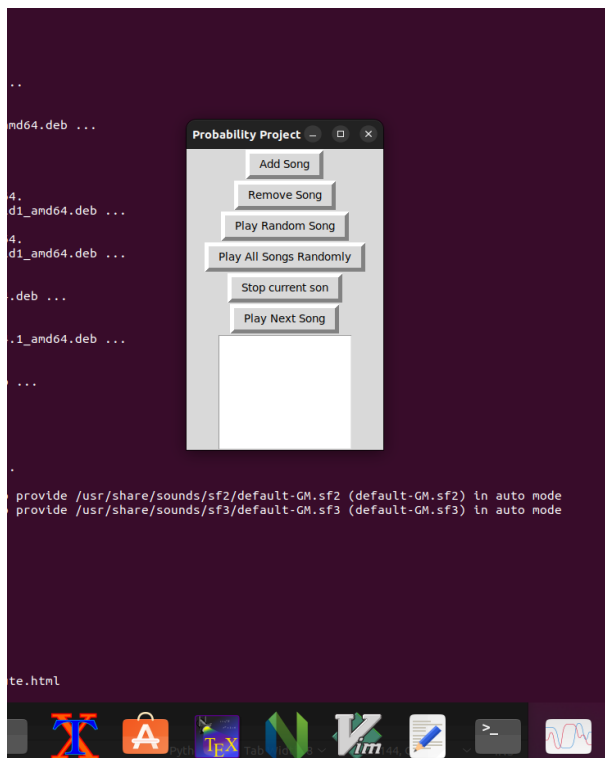 ..
md64.deb ...
Probability Project
Add Song
Remove Song
4.
d1_amd64.deb ...
Play Random Song
4.
d1_amd64.deb ...
Play All Songs Randomly
.deb ...
Stop current son
Play Next Song
.1_amd64.deb ...
...
.
provide /usr/share/sounds/sf2/default-GM.sf2 (default-GM.sf2) in auto mode
provide /usr/share/sounds/sf3/default-GM.sf3 (default-GM.sf3) in auto mode
te.html
X T A TEX N Vim >_
Pyth Tab